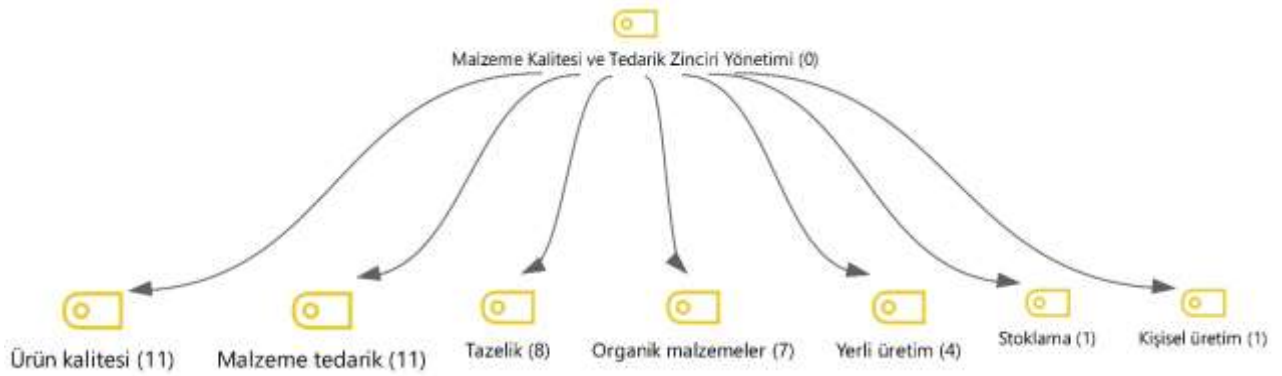 Malzeme Kalitesi ve Tedarik Zinciri Yönetimi (0)
Ürün kalitesi (11)
Malzeme tedarik (11)
Tazelik (8)
Organik malzemeler (7)
Yerli üretim (4)
Stoklama (1)
Kişisel üretim (1)